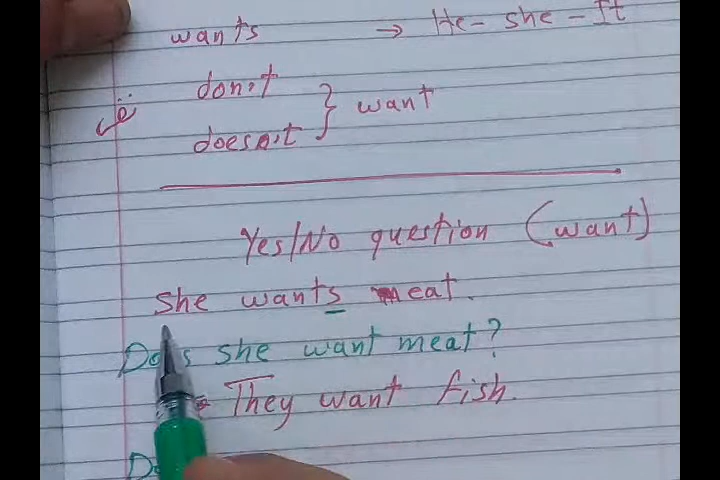 wants → He - she - It
نفي don't } want
doesn't
Yes/No question (want)
She wants meat.
Does she want meat?
They want fish.
D